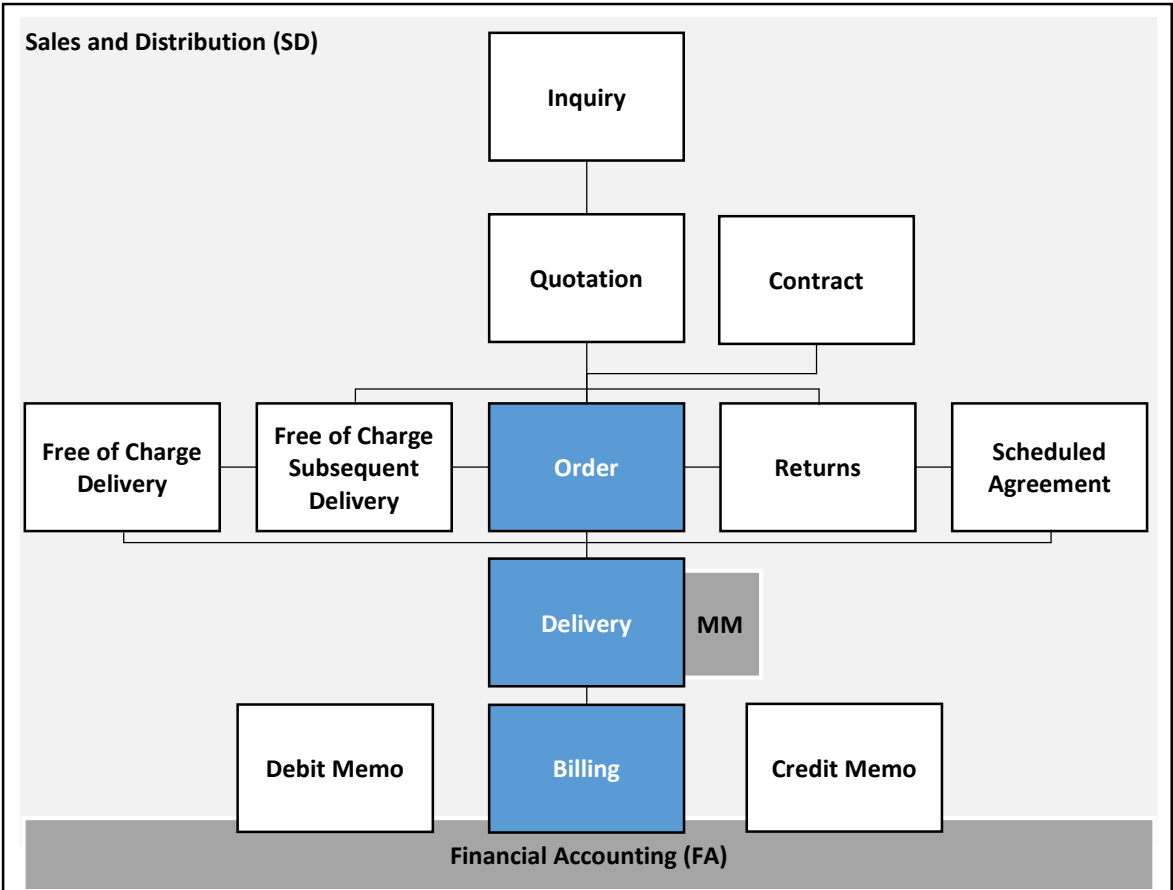 Sales and Distribution (SD)
Inquiry
Quotation
Contract
Free of Charge
Delivery
Free of Charge
Subsequent
Delivery
Order
Returns
Scheduled
Agreement
Delivery
MM
Debit Memo
Billing
Credit Memo
Financial Accounting (FA)